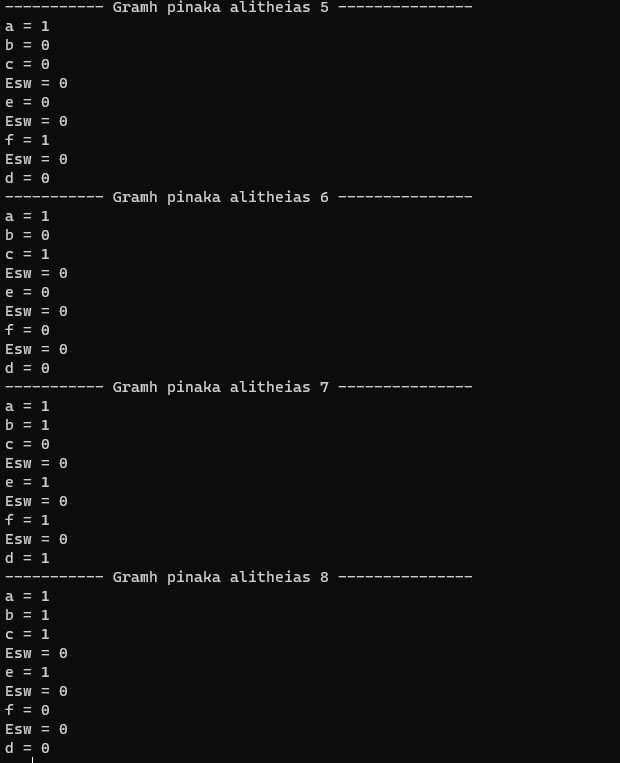 ----------- Gramh pinaka alitheias 5 ---------------
a = 1
b = 0
c = 0
Esw = 0
e = 0
Esw = 0
f = 1
Esw = 0
d = 0
----------- Gramh pinaka alitheias 6 ---------------
a = 1
b = 0
c = 1
Esw = 0
e = 0
Esw = 0
f = 0
Esw = 0
d = 0
----------- Gramh pinaka alitheias 7 ---------------
a = 1
b = 1
c = 0
Esw = 0
e = 1
Esw = 0
f = 1
Esw = 0
d = 1
----------- Gramh pinaka alitheias 8 ---------------
a = 1
b = 1
c = 1
Esw = 0
e = 1
Esw = 0
f = 0
Esw = 0
d = 0